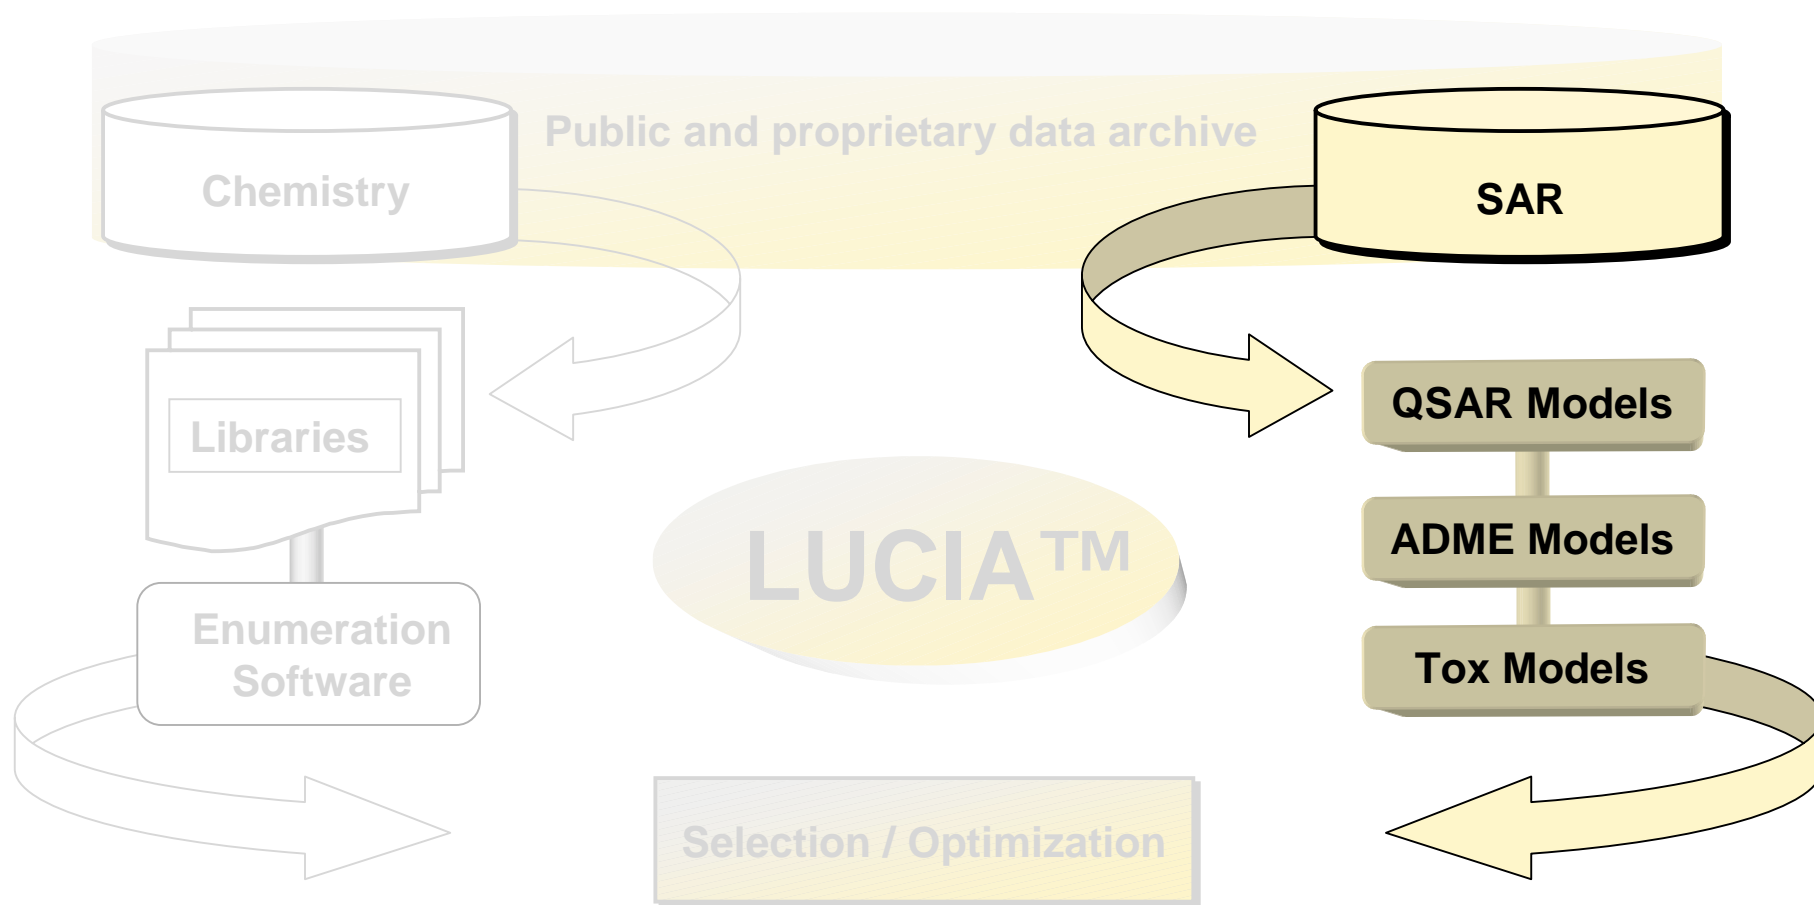 Public and proprietary data archive
Chemistry
SAR
Libraries
QSAR Models
LUCIA™
ADME Models
Enumeration
Software
Tox Models
Selection / Optimization